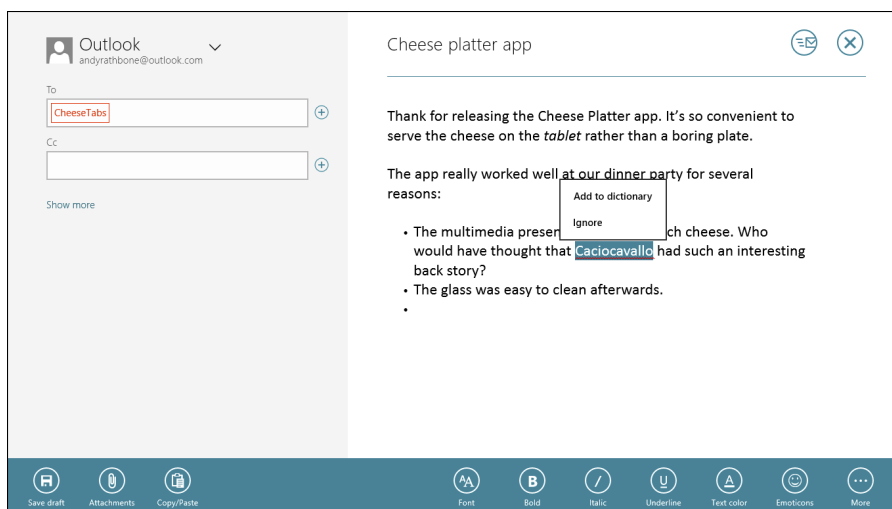 Outlook
andyrathbone@outlook.com
To
CheeseTabs
Cc
Show more
Cheese platter app
Thank for releasing the Cheese Platter app. It's so convenient to
serve the cheese on the tablet rather than a boring plate.
The app really worked well at our dinner party for several
reasons:
Add to dictionary
Ignore
• The multimedia presen ch cheese. Who
would have thought that Caciocavallo had such an interesting
back story?
• The glass was easy to clean afterwards.
•
Save draft
Attachments
Copy/Paste
Font
Bold
Italic
Underline
Text color
Emoticons
More